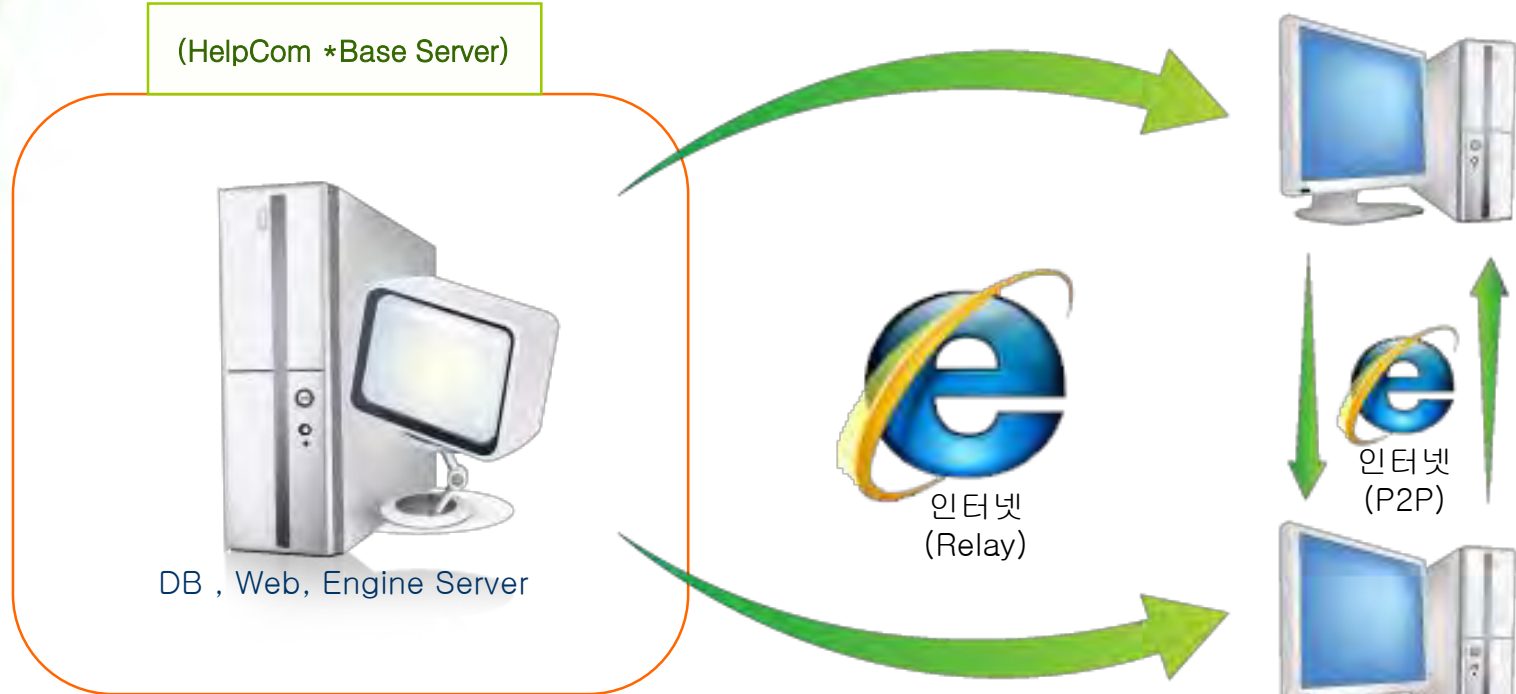 (HelpCom *Base Server)
DB , Web, Engine Server
인터넷
(Relay)
인터넷
(P2P)